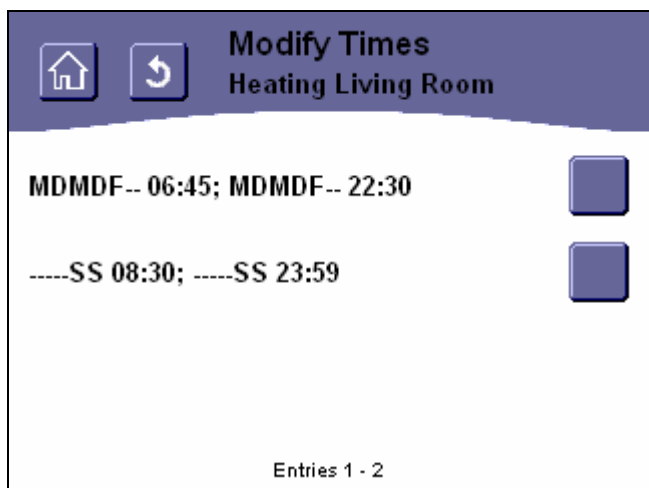 Modify Times
Heating Living Room
MDMDF-- 06:45; MDMDF-- 22:30
-----SS 08:30; -----SS 23:59
Entries 1 - 2